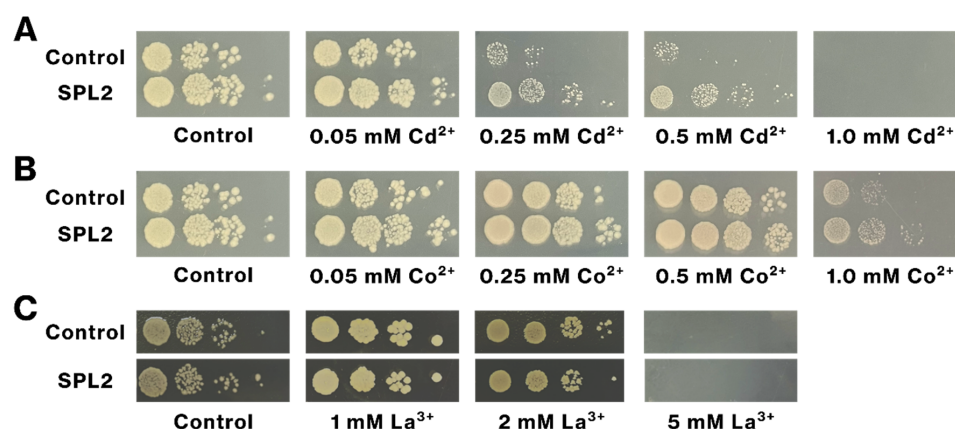 A
Control
SPL2
Control 0.05 mM Cd²⁺ 0.25 mM Cd²⁺ 0.5 mM Cd²⁺ 1.0 mM Cd²⁺
B
Control
SPL2
Control 0.05 mM Co²⁺ 0.25 mM Co²⁺ 0.5 mM Co²⁺ 1.0 mM Co²⁺
C
Control
SPL2
Control 1 mM La³⁺ 2 mM La³⁺ 5 mM La³⁺